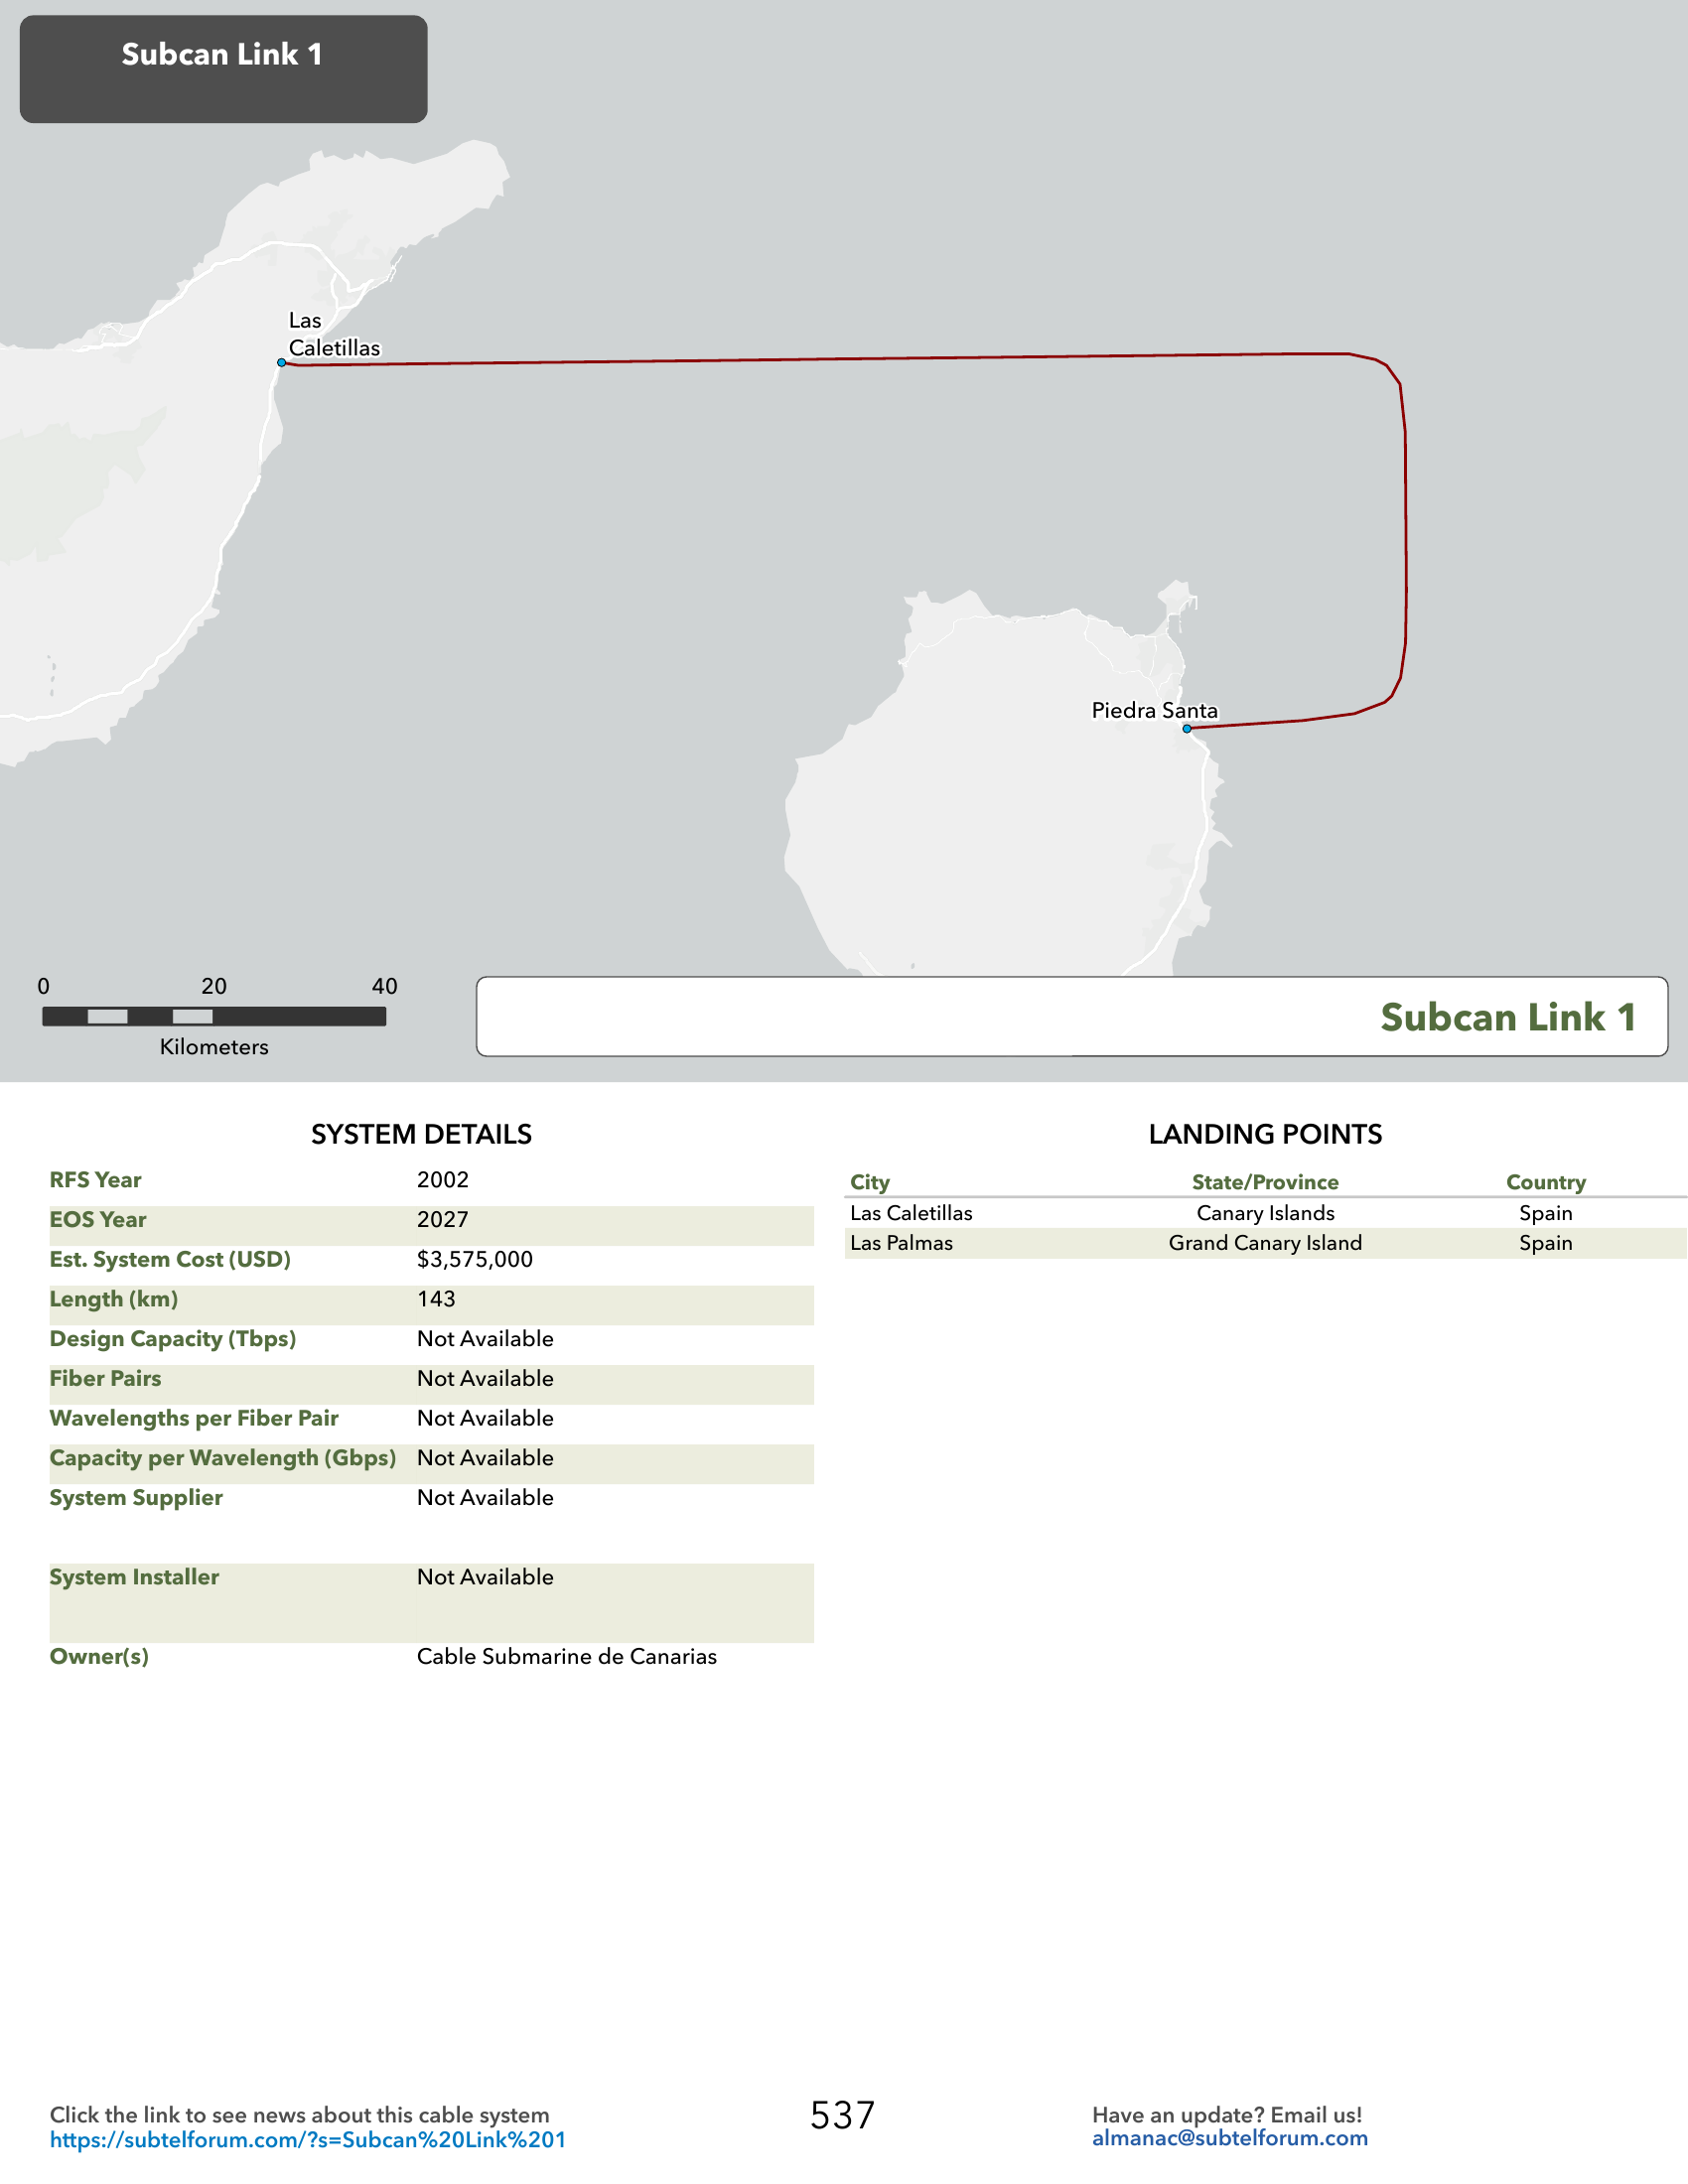 Subcan Link 1
Las
Caletillas
Piedra Santa
0 20 40
Kilometers
Subcan Link 1
SYSTEM DETAILS
RFS Year 2002
EOS Year 2027
Est. System Cost (USD) $3,575,000
Length (km) 143
Design Capacity (Tbps) Not Available
Fiber Pairs Not Available
Wavelengths per Fiber Pair Not Available
Capacity per Wavelength (Gbps) Not Available
System Supplier Not Available
System Installer Not Available
Owner(s) Cable Submarine de Canarias
LANDING POINTS
City State/Province Country
Las Caletillas Canary Islands Spain
Las Palmas Grand Canary Island Spain
Click the link to see news about this cable system
https://subtelforum.com/?s=Subcan%20Link%201
537
Have an update? Email us!
almanac@subtelforum.com